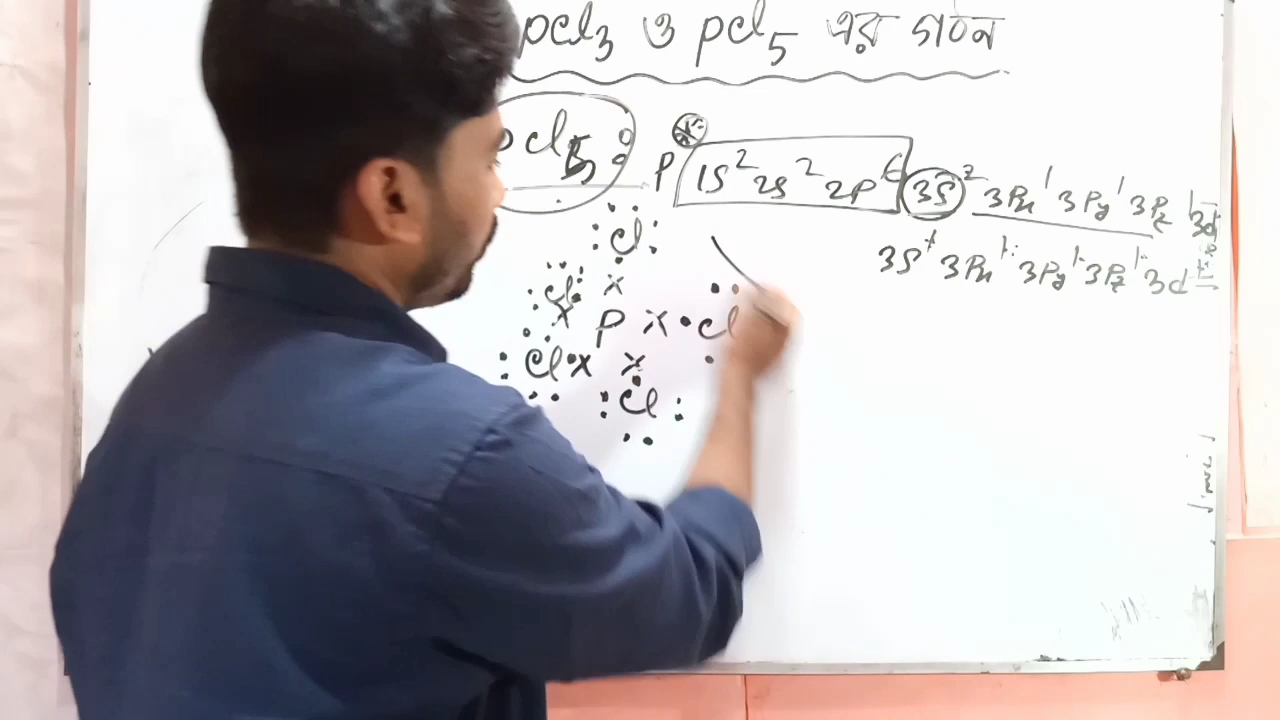 pcl₃ ও pcl₅ এর গঠন
pcl₅
P 1S² 2S² 2P⁶ 3S² 3Px¹ 3Py¹ 3Pz¹ 3d
3S¹ 3Px¹ 3Py¹ 3Pz¹ 3d¹
Cl
Cl
P Cl
Cl
Cl